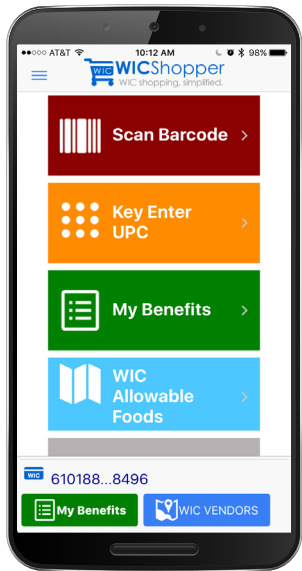 AT&T 10:12 AM 98%
WIC WICShopper
WIC shopping, simplified.
Scan Barcode
Key Enter
UPC
My Benefits
WIC
Allowable
Foods
WIC 610188...8496
My Benefits WIC VENDORS